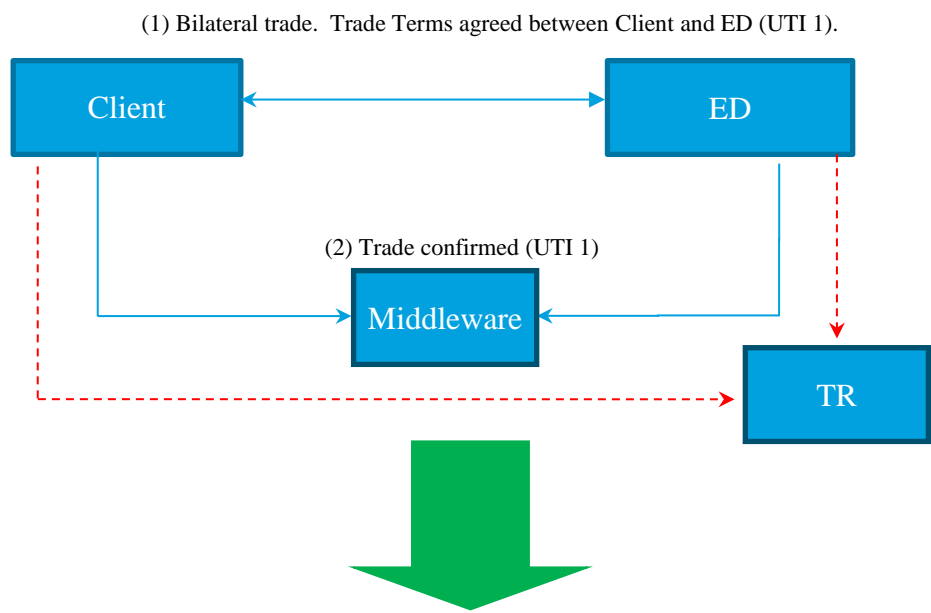 (1) Bilateral trade.  Trade Terms agreed between Client and ED (UTI 1).
Client
ED
(2) Trade confirmed (UTI 1)
Middleware
TR